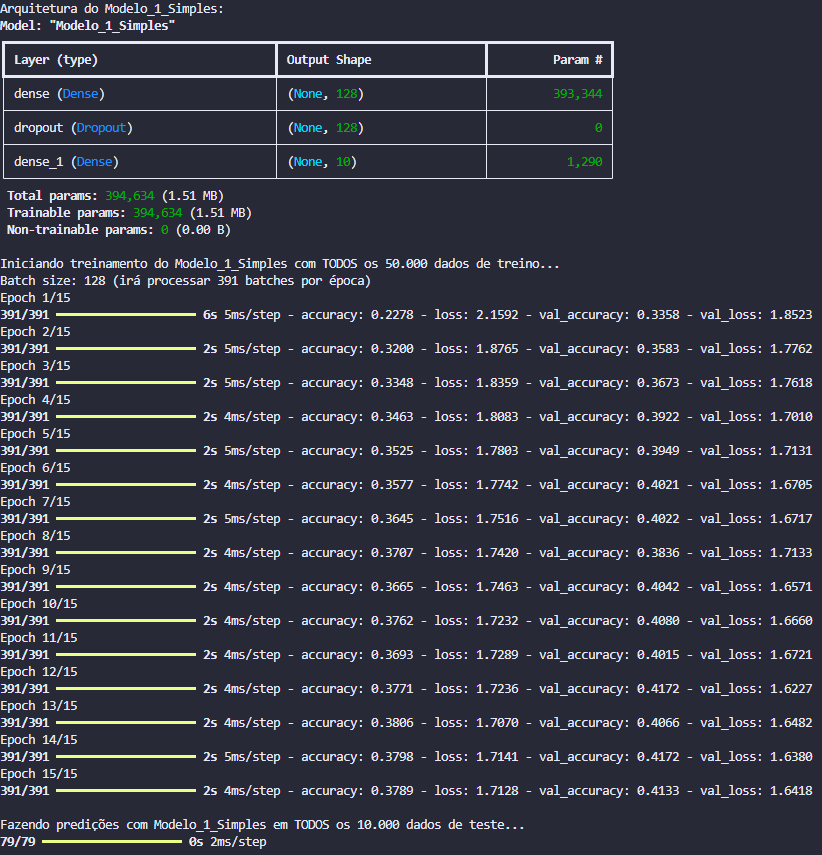 Arquitetura do Modelo_1_Simples:
Model: "Modelo_1_Simples"
Layer (type) Output Shape Param #
dense (Dense) (None, 128) 393,344
dropout (Dropout) (None, 128) 0
dense_1 (Dense) (None, 10) 1,290
Total params: 394,634 (1.51 MB)
Trainable params: 394,634 (1.51 MB)
Non-trainable params: 0 (0.00 B)
Iniciando treinamento do Modelo_1_Simples com TODOS os 50.000 dados de treino...
Batch size: 128 (irá processar 391 batches por época)
Epoch 1/15
391/391 6s 5ms/step - accuracy: 0.2278 - loss: 2.1592 - val_accuracy: 0.3358 - val_loss: 1.8523
Epoch 2/15
391/391 2s 5ms/step - accuracy: 0.3200 - loss: 1.8765 - val_accuracy: 0.3583 - val_loss: 1.7762
Epoch 3/15
391/391 2s 5ms/step - accuracy: 0.3348 - loss: 1.8359 - val_accuracy: 0.3673 - val_loss: 1.7618
Epoch 4/15
391/391 2s 4ms/step - accuracy: 0.3463 - loss: 1.8083 - val_accuracy: 0.3922 - val_loss: 1.7010
Epoch 5/15
391/391 2s 5ms/step - accuracy: 0.3525 - loss: 1.7803 - val_accuracy: 0.3949 - val_loss: 1.7131
Epoch 6/15
391/391 2s 4ms/step - accuracy: 0.3577 - loss: 1.7742 - val_accuracy: 0.4021 - val_loss: 1.6705
Epoch 7/15
391/391 2s 5ms/step - accuracy: 0.3645 - loss: 1.7516 - val_accuracy: 0.4022 - val_loss: 1.6717
Epoch 8/15
391/391 2s 4ms/step - accuracy: 0.3707 - loss: 1.7420 - val_accuracy: 0.3836 - val_loss: 1.7133
Epoch 9/15
391/391 2s 4ms/step - accuracy: 0.3665 - loss: 1.7463 - val_accuracy: 0.4042 - val_loss: 1.6571
Epoch 10/15
391/391 2s 4ms/step - accuracy: 0.3762 - loss: 1.7232 - val_accuracy: 0.4080 - val_loss: 1.6660
Epoch 11/15
391/391 2s 4ms/step - accuracy: 0.3693 - loss: 1.7289 - val_accuracy: 0.4015 - val_loss: 1.6721
Epoch 12/15
391/391 2s 4ms/step - accuracy: 0.3771 - loss: 1.7236 - val_accuracy: 0.4172 - val_loss: 1.6227
Epoch 13/15
391/391 2s 4ms/step - accuracy: 0.3806 - loss: 1.7070 - val_accuracy: 0.4066 - val_loss: 1.6482
Epoch 14/15
391/391 2s 5ms/step - accuracy: 0.3798 - loss: 1.7141 - val_accuracy: 0.4172 - val_loss: 1.6380
Epoch 15/15
391/391 2s 4ms/step - accuracy: 0.3789 - loss: 1.7128 - val_accuracy: 0.4133 - val_loss: 1.6418
Fazendo predições com Modelo_1_Simples em TODOS os 10.000 dados de teste...
79/79 0s 2ms/step